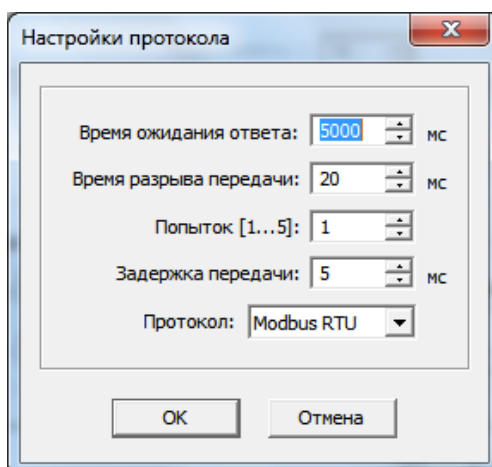 Настройки протокола
Время ожидания ответа: 5000 мс
Время разрыва передачи: 20 мс
Попыток [1...5]: 1
Задержка передачи: 5 мс
Протокол: Modbus RTU
OK Отмена